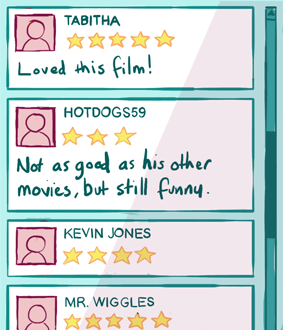 TABITHA
Loved this film!
HOTDOGS59
Not as good as his other
movies, but still funny.
KEVIN JONES
MR. WIGGLES